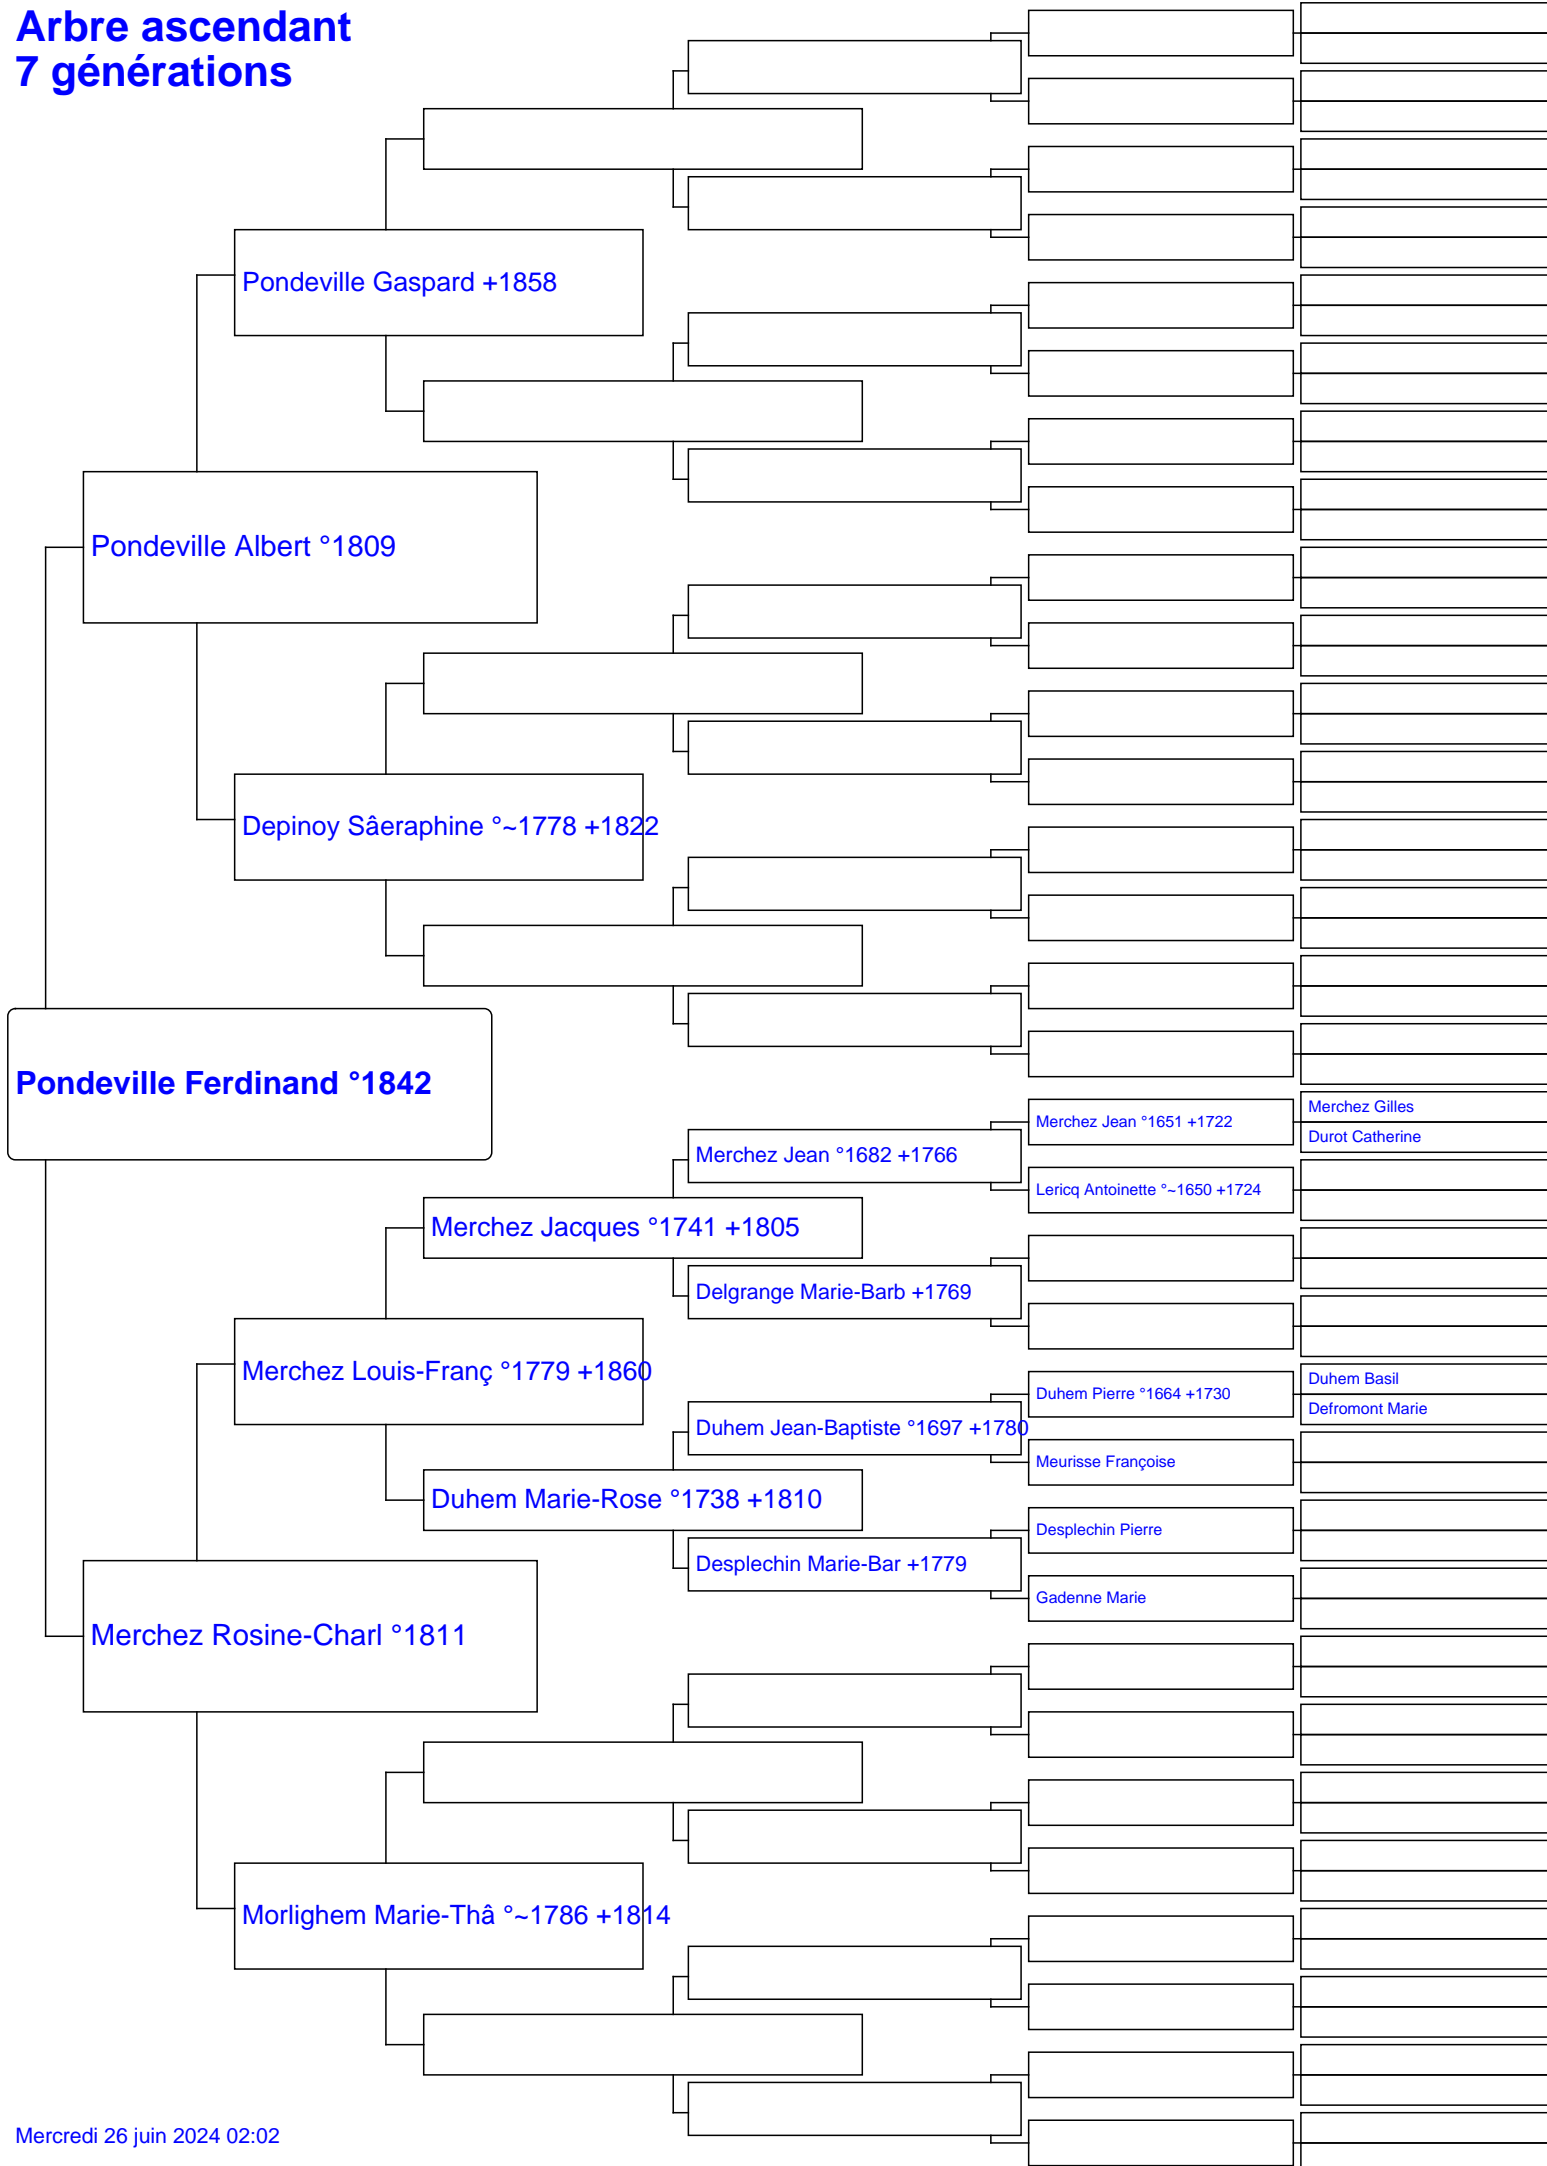 Arbre ascendant
7 générations
Pondeville Gaspard +1858
Pondeville Albert °1809
Depinoy Sâeraphine °~1778 +1822
Pondeville Ferdinand °1842
Merchez Gilles
Merchez Jean °1651 +1722
Durot Catherine
Merchez Jean °1682 +1766
Lericq Antoinette °~1650 +1724
Merchez Jacques °1741 +1805
Delgrange Marie-Barb +1769
Merchez Louis-Franç °1779 +1860
Duhem Basil
Duhem Pierre °1664 +1730
Defromont Marie
Duhem Jean-Baptiste °1697 +1780
Meurisse Françoise
Duhem Marie-Rose °1738 +1810
Desplechin Pierre
Desplechin Marie-Bar +1779
Gadenne Marie
Merchez Rosine-Charl °1811
Morlighem Marie-Thâ °~1786 +1814
Mercredi 26 juin 2024 02:02